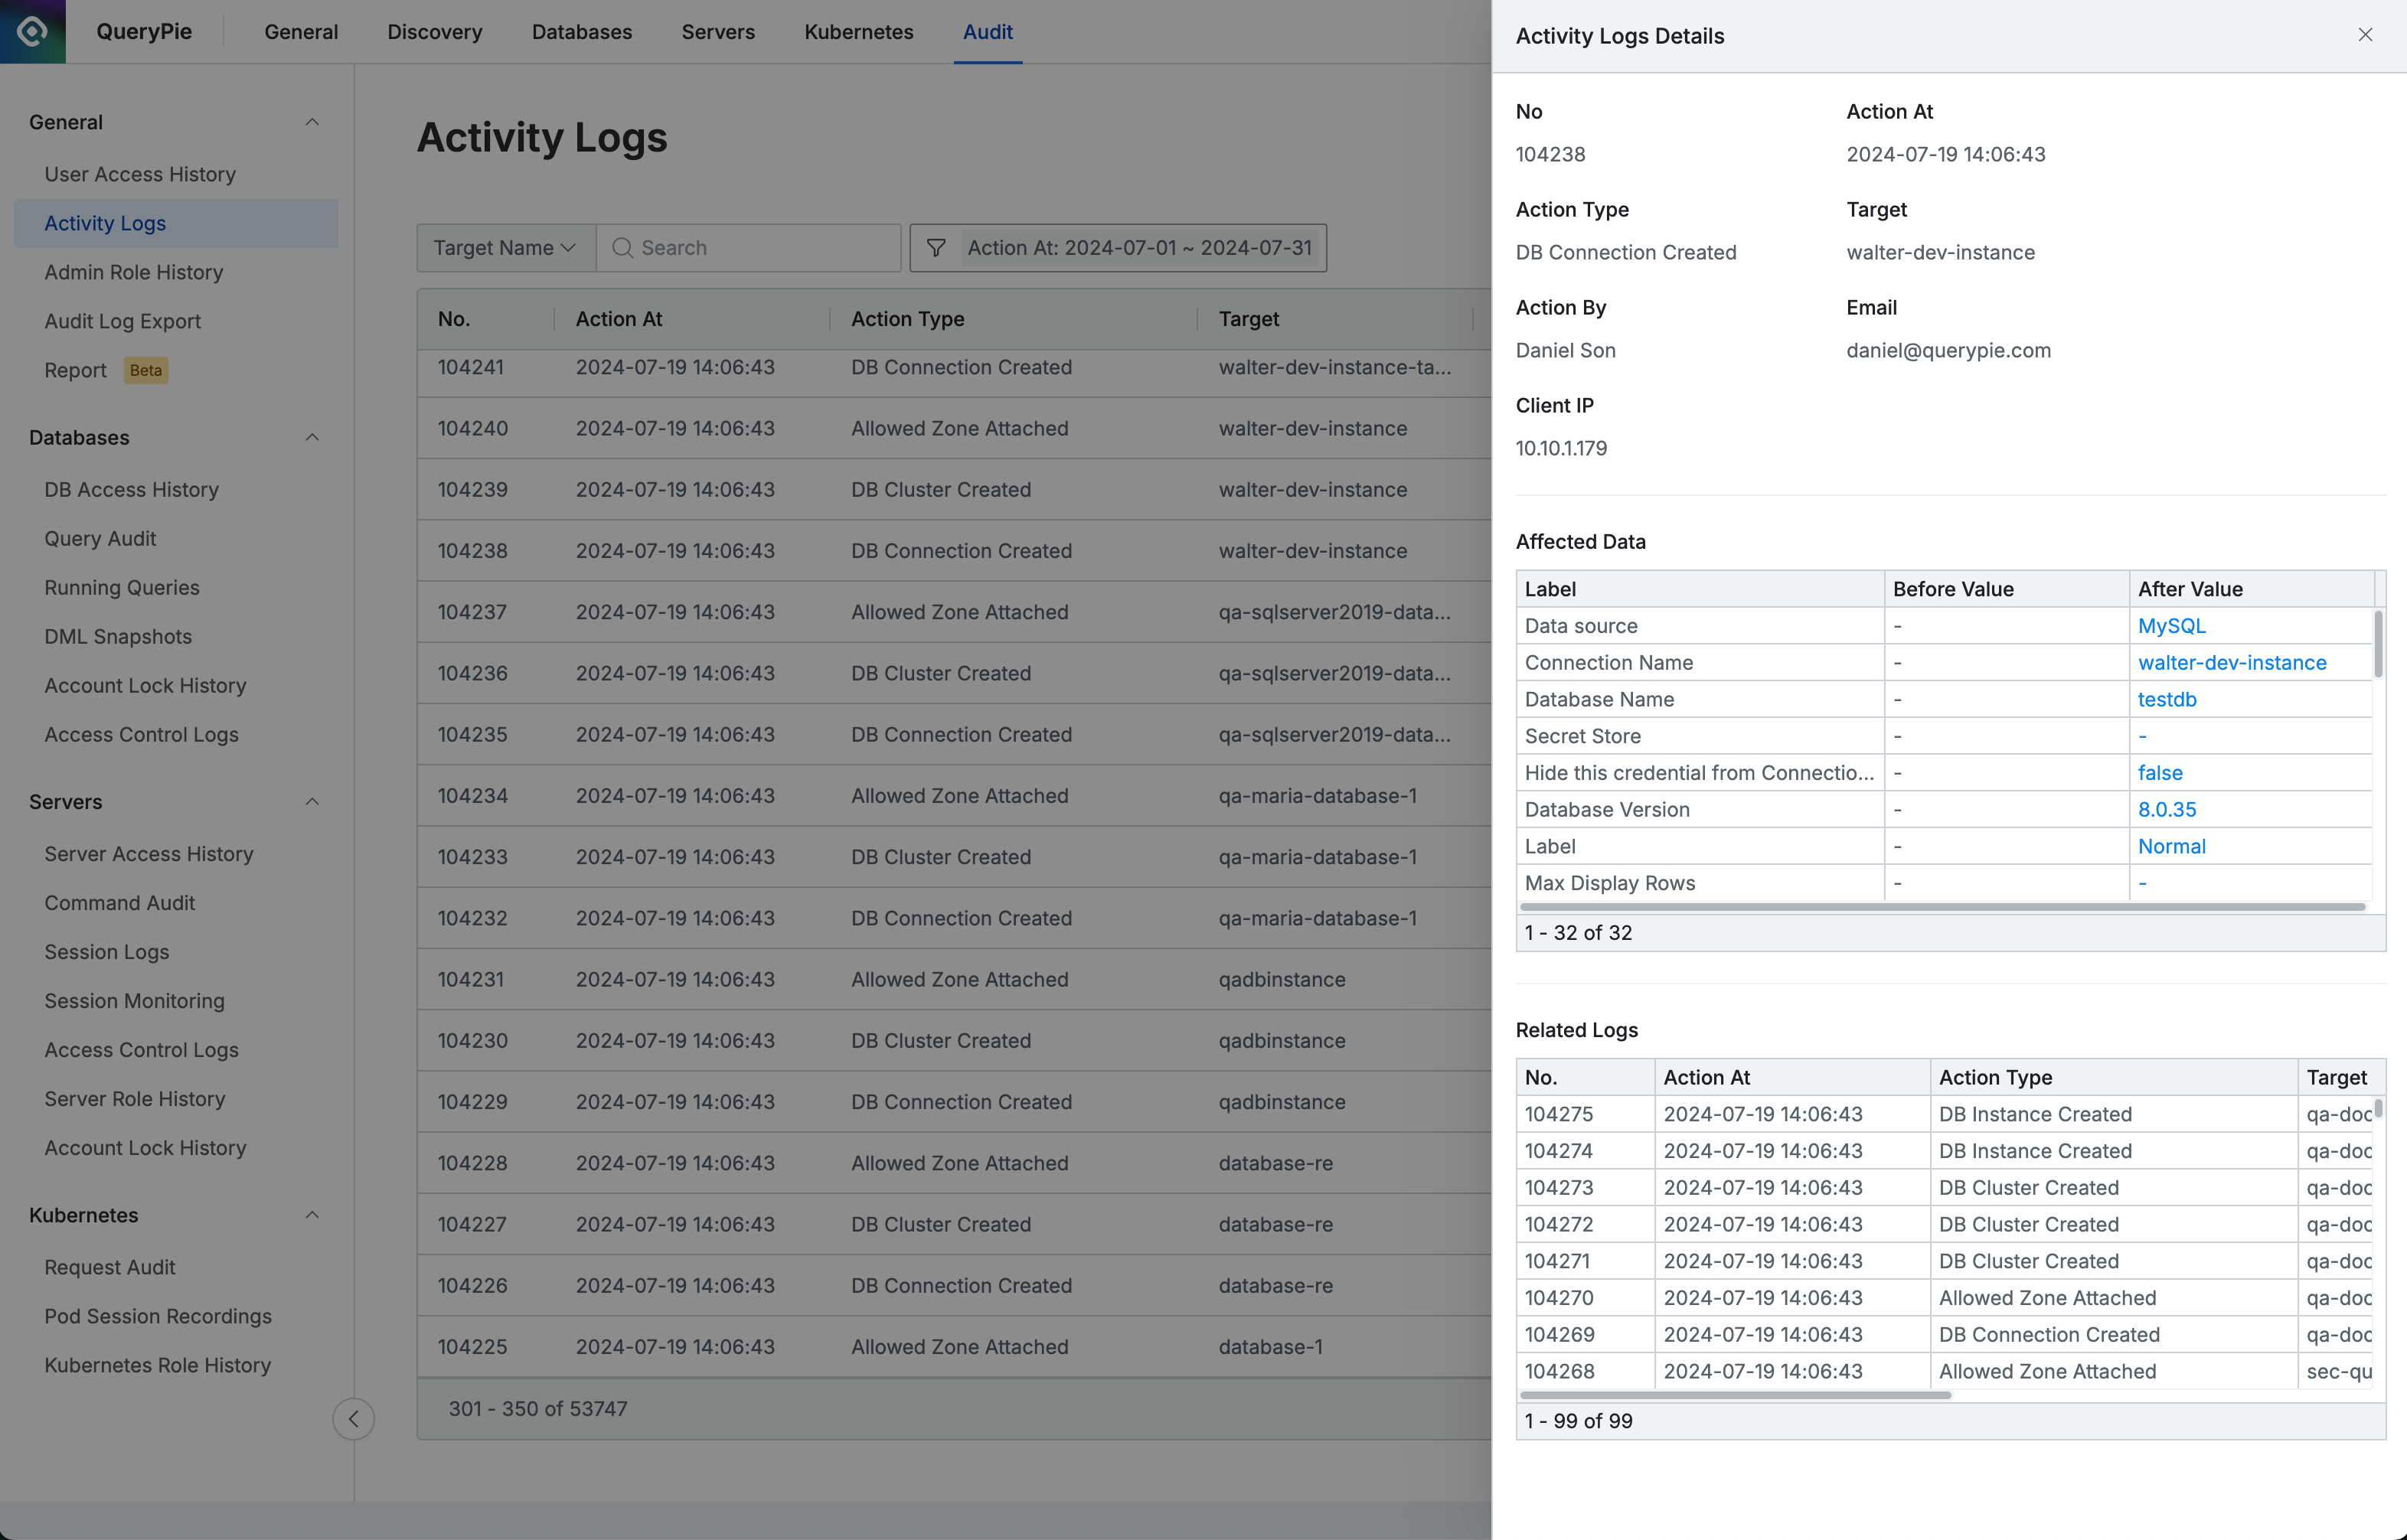 QueryPie
General
Discovery
Databases
Servers
Kubernetes
Audit
General
User Access History
Activity Logs
Admin Role History
Audit Log Export
Report Beta
Databases
DB Access History
Query Audit
Running Queries
DML Snapshots
Account Lock History
Access Control Logs
Servers
Server Access History
Command Audit
Session Logs
Session Monitoring
Access Control Logs
Server Role History
Account Lock History
Kubernetes
Request Audit
Pod Session Recordings
Kubernetes Role History
Activity Logs
Target Name Search Action At: 2024-07-01 ~ 2024-07-31
No. Action At Action Type Target
104241 2024-07-19 14:06:43 DB Connection Created walter-dev-instance-ta...
104240 2024-07-19 14:06:43 Allowed Zone Attached walter-dev-instance
104239 2024-07-19 14:06:43 DB Cluster Created walter-dev-instance
104238 2024-07-19 14:06:43 DB Connection Created walter-dev-instance
104237 2024-07-19 14:06:43 Allowed Zone Attached qa-sqlserver2019-data...
104236 2024-07-19 14:06:43 DB Cluster Created qa-sqlserver2019-data...
104235 2024-07-19 14:06:43 DB Connection Created qa-sqlserver2019-data...
104234 2024-07-19 14:06:43 Allowed Zone Attached qa-maria-database-1
104233 2024-07-19 14:06:43 DB Cluster Created qa-maria-database-1
104232 2024-07-19 14:06:43 DB Connection Created qa-maria-database-1
104231 2024-07-19 14:06:43 Allowed Zone Attached qadbinstance
104230 2024-07-19 14:06:43 DB Cluster Created qadbinstance
104229 2024-07-19 14:06:43 DB Connection Created qadbinstance
104228 2024-07-19 14:06:43 Allowed Zone Attached database-re
104227 2024-07-19 14:06:43 DB Cluster Created database-re
104226 2024-07-19 14:06:43 DB Connection Created database-re
104225 2024-07-19 14:06:43 Allowed Zone Attached database-1
301 - 350 of 53747
Activity Logs Details
No Action At
104238 2024-07-19 14:06:43
Action Type Target
DB Connection Created walter-dev-instance
Action By Email
Daniel Son daniel@querypie.com
Client IP
10.10.1.179
Affected Data
Label Before Value After Value
Data source - MySQL
Connection Name - walter-dev-instance
Database Name - testdb
Secret Store - -
Hide this credential from Connectio... - false
Database Version - 8.0.35
Label - Normal
Max Display Rows - -
1 - 32 of 32
Related Logs
No. Action At Action Type Target
104275 2024-07-19 14:06:43 DB Instance Created qa-doc
104274 2024-07-19 14:06:43 DB Instance Created qa-doc
104273 2024-07-19 14:06:43 DB Cluster Created qa-doc
104272 2024-07-19 14:06:43 DB Cluster Created qa-doc
104271 2024-07-19 14:06:43 DB Cluster Created qa-doc
104270 2024-07-19 14:06:43 Allowed Zone Attached qa-doc
104269 2024-07-19 14:06:43 DB Connection Created qa-doc
104268 2024-07-19 14:06:43 Allowed Zone Attached sec-qu
1 - 99 of 99